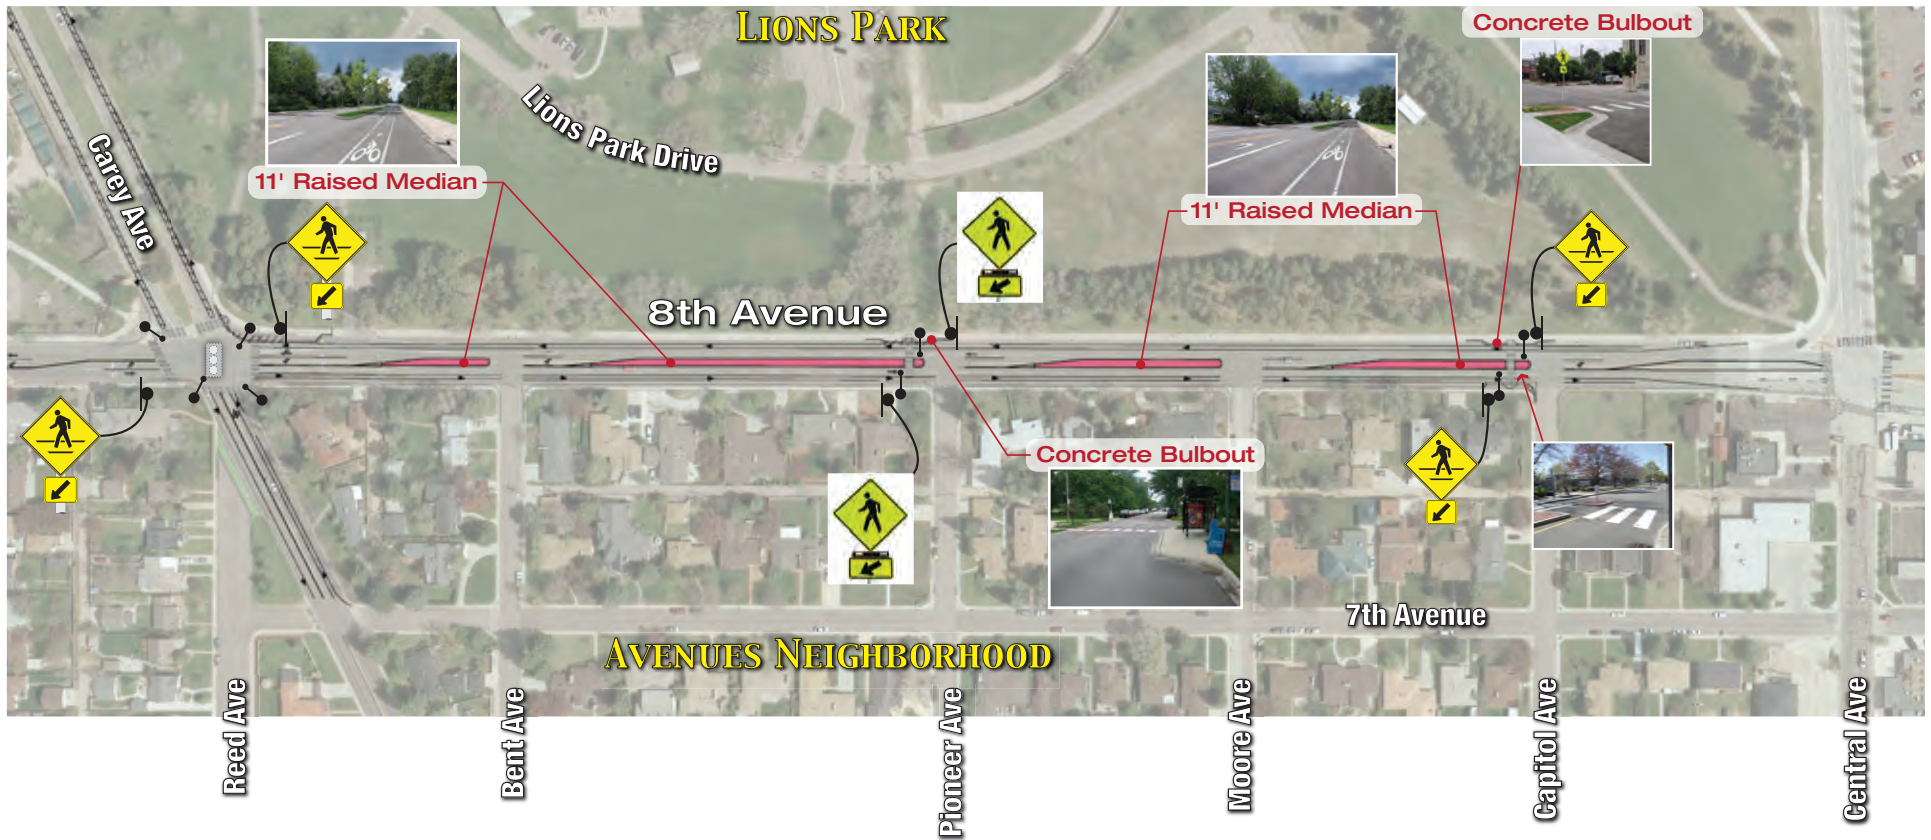 LIONS PARK
Concrete Bulbout
Lions Park Drive
Carey Ave
11' Raised Median
11' Raised Median
8th Avenue
Concrete Bulbout
7th Avenue
AVENUES NEIGHBORHOOD
Reed Ave
Bent Ave
Pioneer Ave
Moore Ave
Capitol Ave
Central Ave